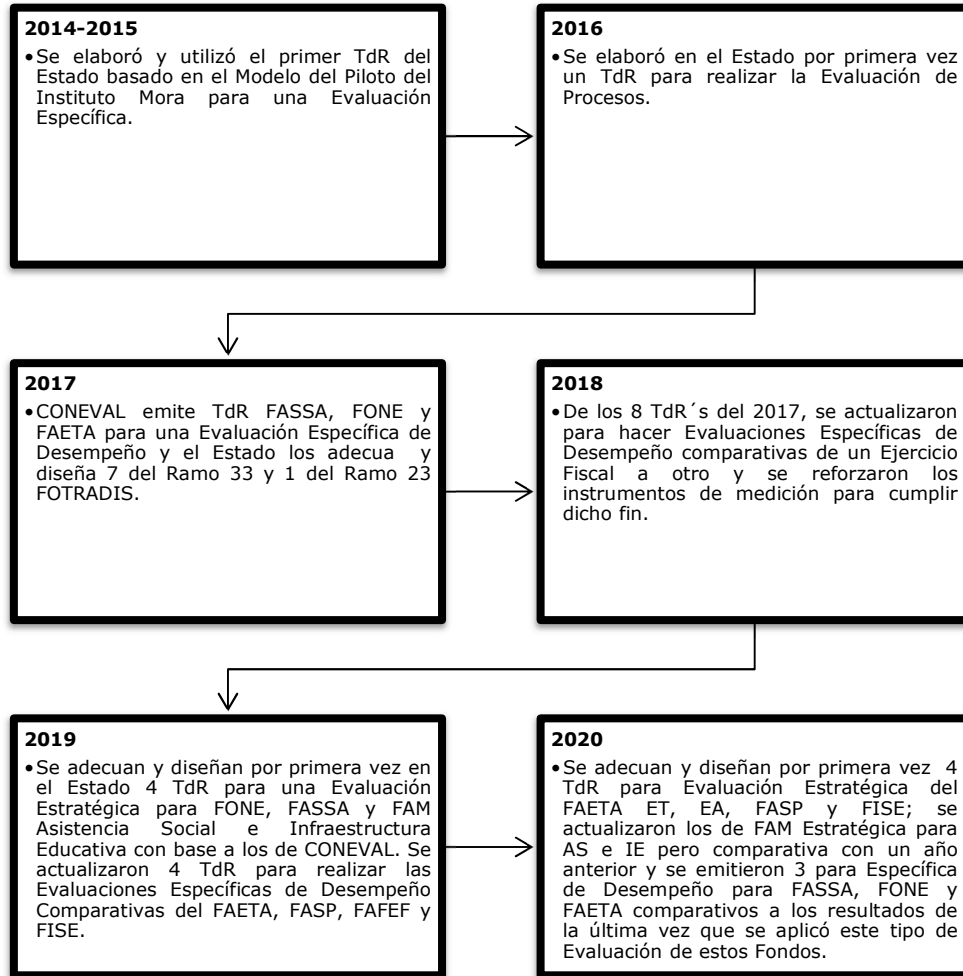 2014-2015
•Se elaboró y utilizó el primer TdR del
Estado basado en el Modelo del Piloto del
Instituto Mora para una Evaluación
Específica.
2016
•Se elaboró en el Estado por primera vez
un TdR para realizar la Evaluación de
Procesos.
2017
•CONEVAL emite TdR FASSA, FONE y
FAETA para una Evaluación Específica de
Desempeño y el Estado los adecua y
diseña 7 del Ramo 33 y 1 del Ramo 23
FOTRADIS.
2018
•De los 8 TdR´s del 2017, se actualizaron
para hacer Evaluaciones Específicas de
Desempeño comparativas de un Ejercicio
Fiscal a otro y se reforzaron los
instrumentos de medición para cumplir
dicho fin.
2019
•Se adecuan y diseñan por primera vez en
el Estado 4 TdR para una Evaluación
Estratégica para FONE, FASSA y FAM
Asistencia Social e Infraestructura
Educativa con base a los de CONEVAL. Se
actualizaron 4 TdR para realizar las
Evaluaciones Específicas de Desempeño
Comparativas del FAETA, FASP, FAFEF y
FISE.
2020
•Se adecuan y diseñan por primera vez 4
TdR para Evaluación Estratégica del
FAETA ET, EA, FASP y FISE; se
actualizaron los de FAM Estratégica para
AS e IE pero comparativa con un año
anterior y se emitieron 3 para Específica
de Desempeño para FASSA, FONE y
FAETA comparativos a los resultados de
la última vez que se aplicó este tipo de
Evaluación de estos Fondos.